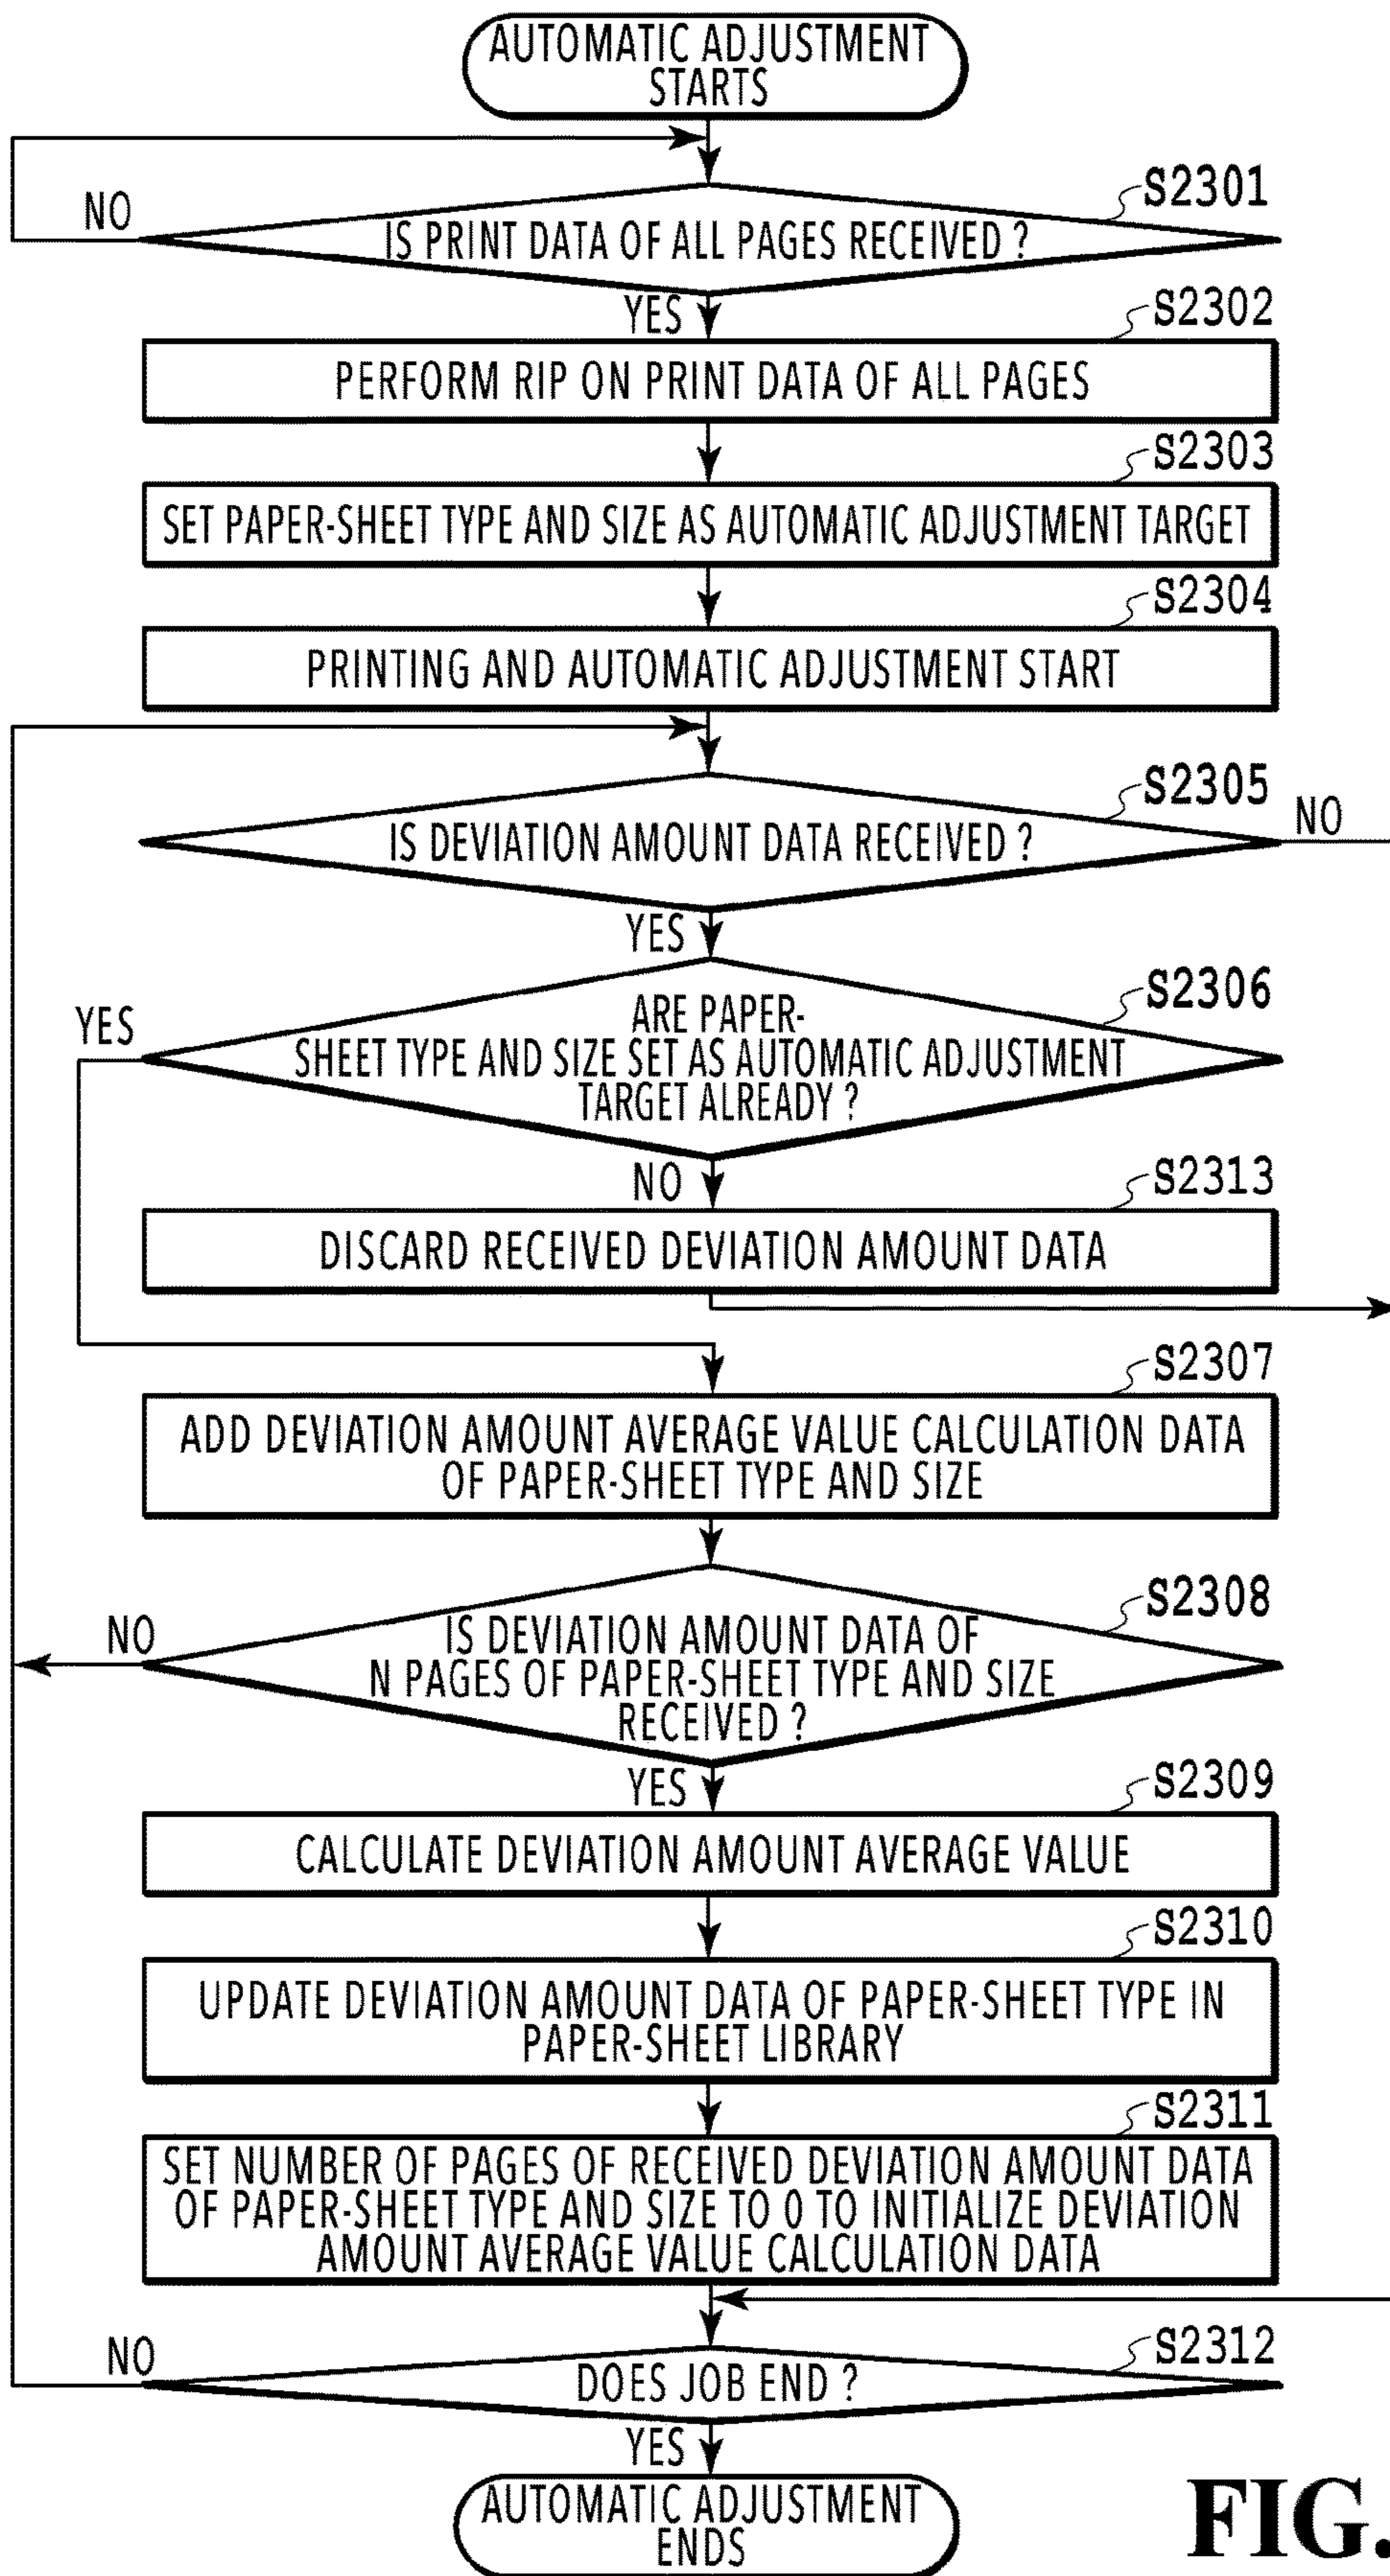 AUTOMATIC ADJUSTMENT
STARTS
S2301
NO
IS PRINT DATA OF ALL PAGES RECEIVED ?
YES
S2302
PERFORM RIP ON PRINT DATA OF ALL PAGES
S2303
SET PAPER-SHEET TYPE AND SIZE AS AUTOMATIC ADJUSTMENT TARGET
S2304
PRINTING AND AUTOMATIC ADJUSTMENT START
S2305
NO
IS DEVIATION AMOUNT DATA RECEIVED ?
YES
S2306
YES
ARE PAPER-
SHEET TYPE AND SIZE SET AS AUTOMATIC ADJUSTMENT
TARGET ALREADY ?
NO
S2313
DISCARD RECEIVED DEVIATION AMOUNT DATA
S2307
ADD DEVIATION AMOUNT AVERAGE VALUE CALCULATION DATA
OF PAPER-SHEET TYPE AND SIZE
S2308
NO
IS DEVIATION AMOUNT DATA OF
N PAGES OF PAPER-SHEET TYPE AND SIZE
RECEIVED ?
YES
S2309
CALCULATE DEVIATION AMOUNT AVERAGE VALUE
S2310
UPDATE DEVIATION AMOUNT DATA OF PAPER-SHEET TYPE IN
PAPER-SHEET LIBRARY
S2311
SET NUMBER OF PAGES OF RECEIVED DEVIATION AMOUNT DATA
OF PAPER-SHEET TYPE AND SIZE TO 0 TO INITIALIZE DEVIATION
AMOUNT AVERAGE VALUE CALCULATION DATA
S2312
NO
DOES JOB END ?
YES
AUTOMATIC ADJUSTMENT
ENDS
FIG.